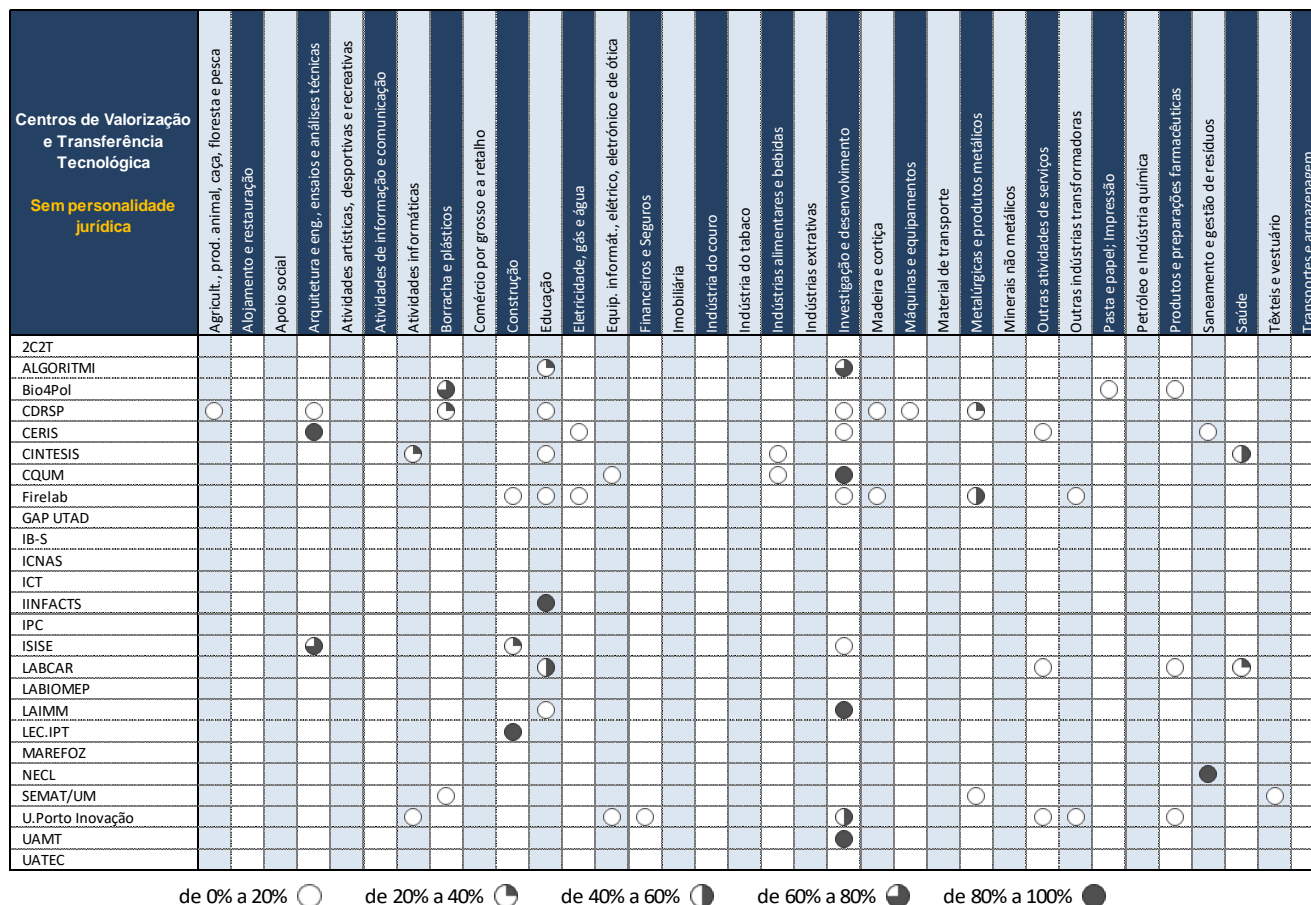 Centros de Valorização
e Transferência
Tecnológica
Sem personalidade
jurídica
Agricult., prod. animal, caça, floresta e pesca
Alojamento e restauração
Apoio social
Arquitetura e eng., ensaios e análises técnicas
Atividades artísticas, desportivas e recreativas
Atividades de informação e comunicação
Atividades informáticas
Borracha e plásticos
Comércio por grosso e a retalho
Construção
Educação
Eletricidade, gás e água
Equip. informát., elétrico, eletrónico e de ótica
Financeiros e Seguros
Imobiliária
Indústria do couro
Indústria do tabaco
Indústrias alimentares e bebidas
Indústrias extrativas
Investigação e desenvolvimento
Madeira e cortiça
Máquinas e equipamentos
Material de transporte
Metalúrgicas e produtos metálicos
Minerais não metálicos
Outras atividades de serviços
Outras indústrias transformadoras
Pasta e papel; Impressão
Petróleo e Indústria química
Produtos e preparações farmacêuticas
Saneamento e gestão de resíduos
Saúde
Têxteis e vestuário
Transportes e armazenagem
2C2T
ALGORITMI
Bio4Pol
CDRSP
CERIS
CINTESIS
CQUM
Firelab
GAP UTAD
IB-S
ICNAS
ICT
IINFACTS
IPC
ISISE
LABCAR
LABIOMEP
LAIMM
LEC.IPT
MAREFOZ
NECL
SEMAT/UM
U.Porto Inovação
UAMT
UATEC
de 0% a 20% de 20% a 40% de 40% a 60% de 60% a 80% de 80% a 100%